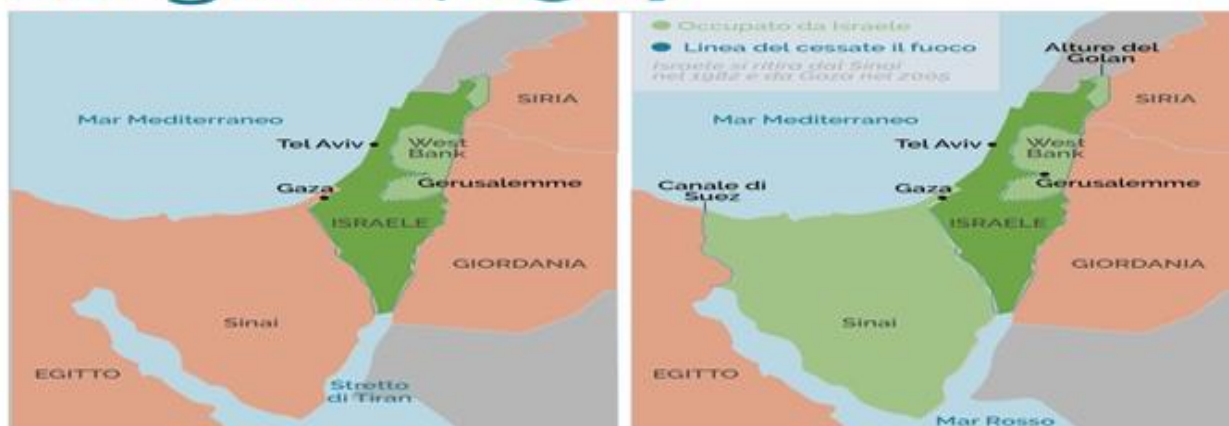 Mar Mediterraneo
SIRIA
Tel Aviv
West
Bank
Gaza
Gerusalemme
ISRAELE
GIORDANIA
Sinai
EGITTO
Stretto
di Tiran
Occupato da Israele
Linea del cessate il fuoco
Israele si ritira dal Sinai
nel 1982 e da Gaza nel 2005
Alture del
Golan
SIRIA
Mar Mediterraneo
Tel Aviv
West
Bank
Canale di
Suez
Gaza
Gerusalemme
ISRAELE
GIORDANIA
Sinai
EGITTO
Mar Rosso